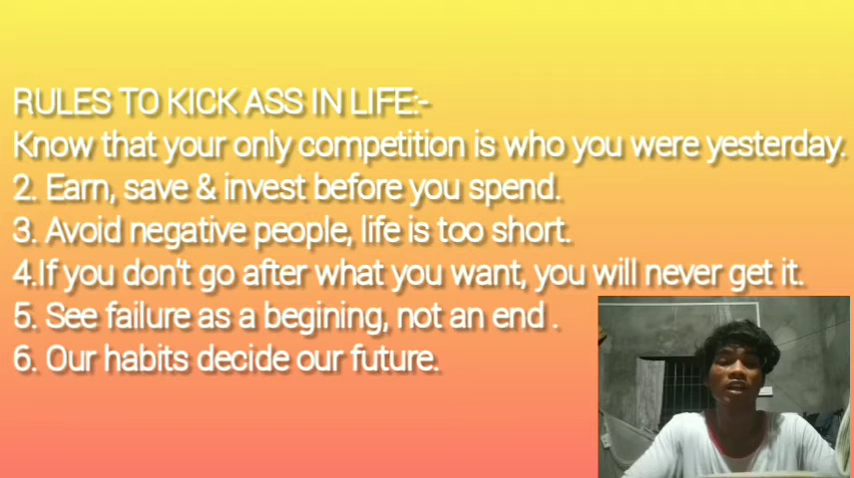 RULES TO KICK ASS IN LIFE:-
Know that your only competition is who you were yesterday.
2. Earn, save & invest before you spend.
3. Avoid negative people, life is too short.
4.If you don't go after what you want, you will never get it.
5. See failure as a begining, not an end .
6. Our habits decide our future.